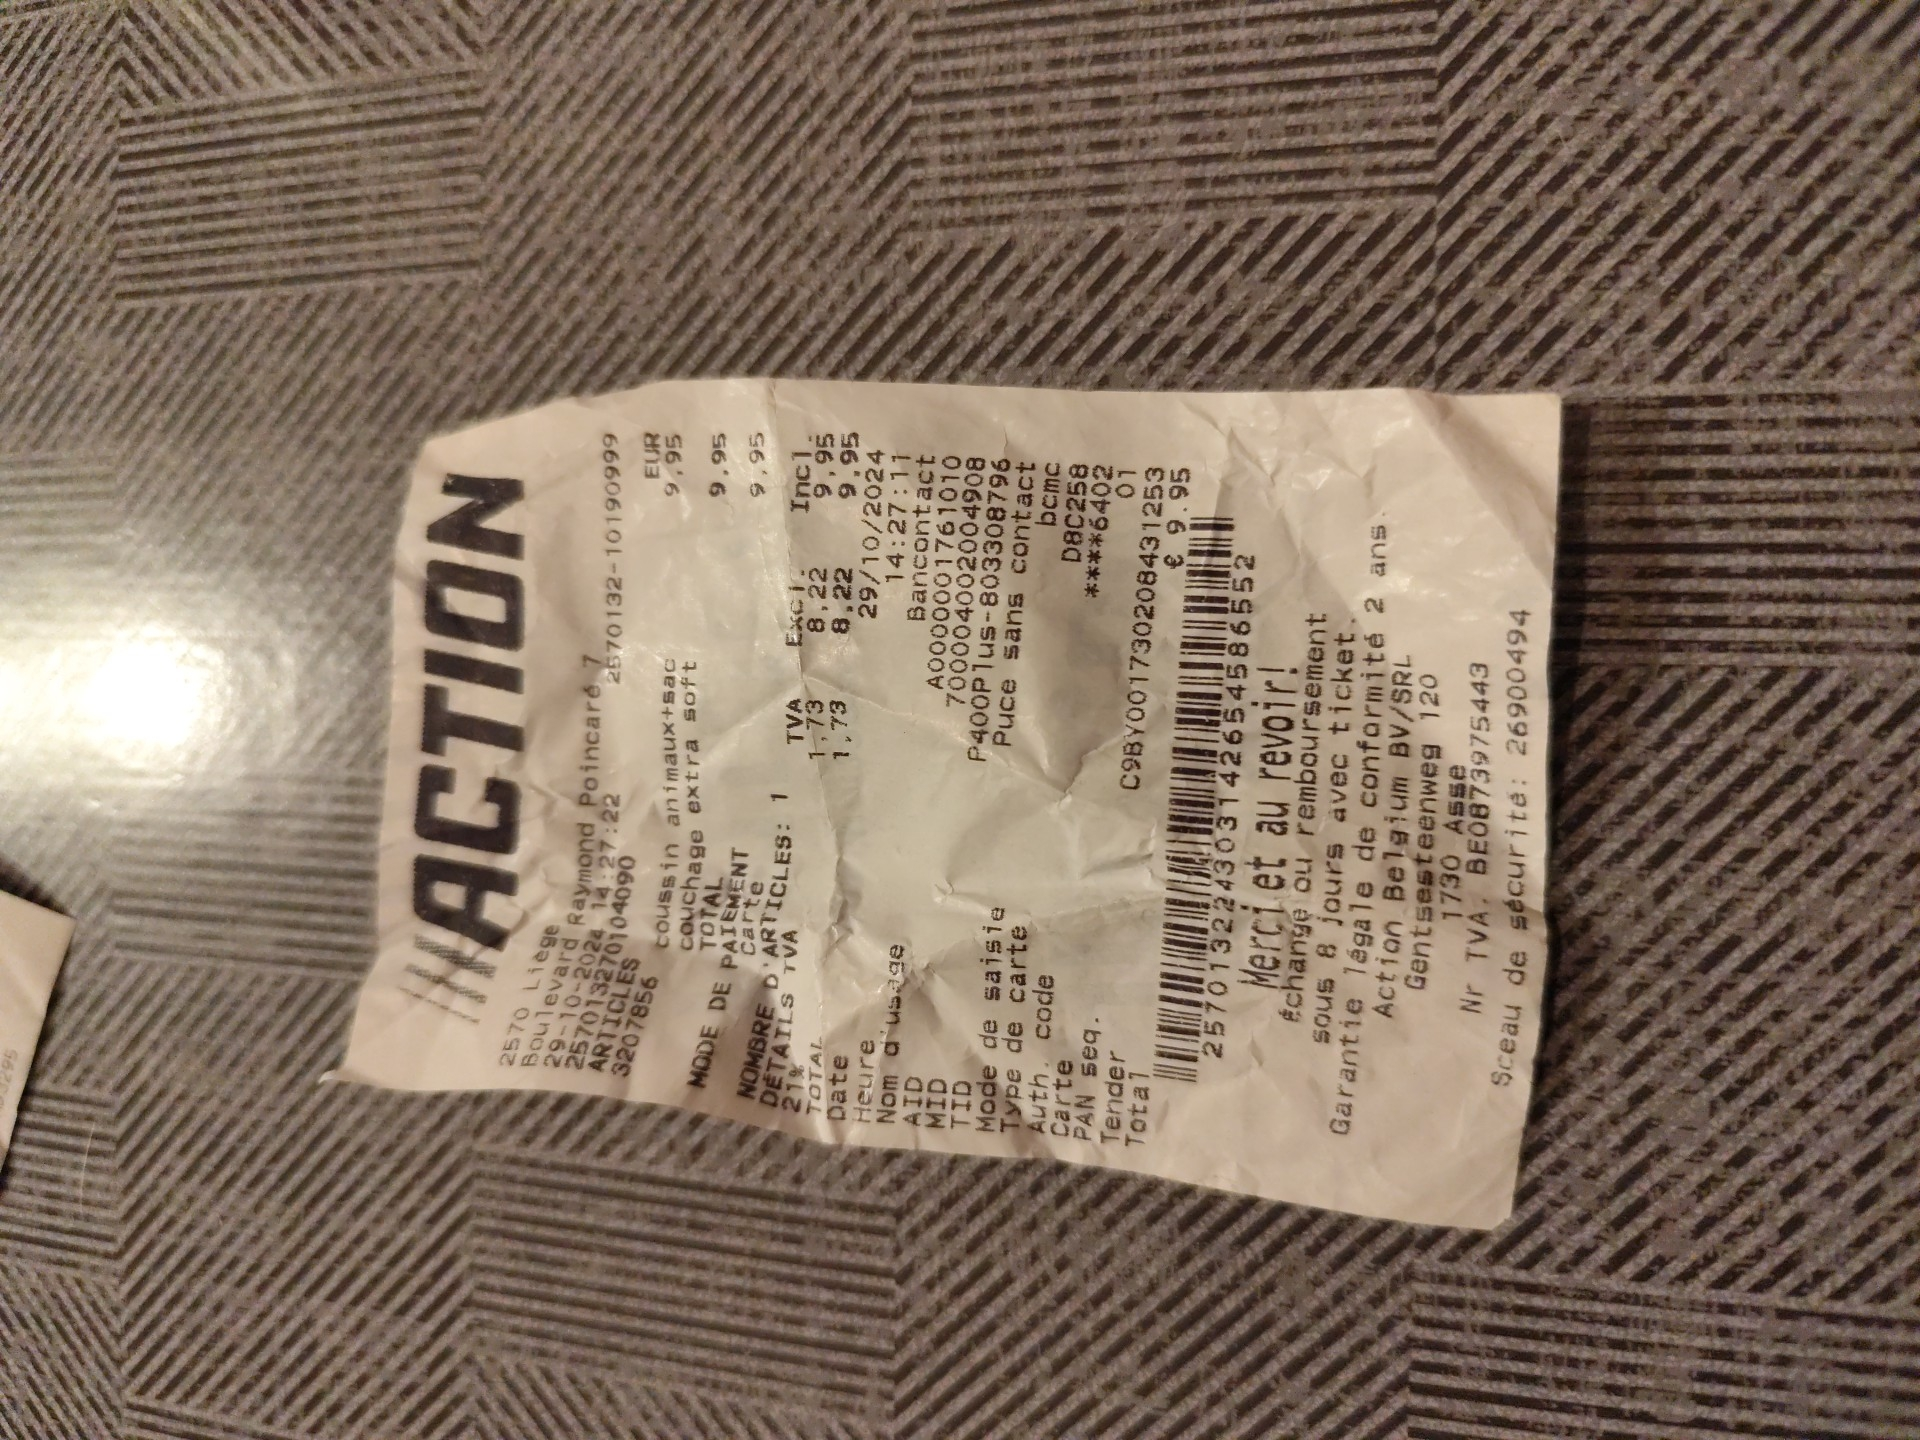 ACTION
2570 Liège
Boulevard Raymond Poincaré 7
29-10-2024 14:27:22 2570132-10190999
257013270104090
ARTICLES EUR
3207856 coussin animaux+sac 9,95
couchage extra soft
TOTAL 9,95
MODE DE PAIEMENT
Carte 9,95
NOMBRE D'ARTICLES: 1
DÉTAILS TVA TVA Excl. Incl.
21% 1,73 8,22 9,95
TOTAL 1,73 8,22 9,95
Date 29/10/2024
Heure 14:27:11
Nom d'usage Bancontact
AID A0000001761010
MID 700004002004908
TID P400Plus-803308796
Mode de saisie Puce sans contact
Type de carte bcmc
Auth. code D8C258
Carte ****6402
PAN seq. 01
Tender C9BY001730208431253
Total € 9.95
2570132243031426545866552
Merci et au revoir!
Échange ou remboursement
sous 8 jours avec ticket.
Garantie légale de conformité 2 ans.
Action Belgium BV/SRL
Gentsesteenweg 120
1730 Asse
Nr TVA. BE0873975443
Sceau de sécurité: 26900494